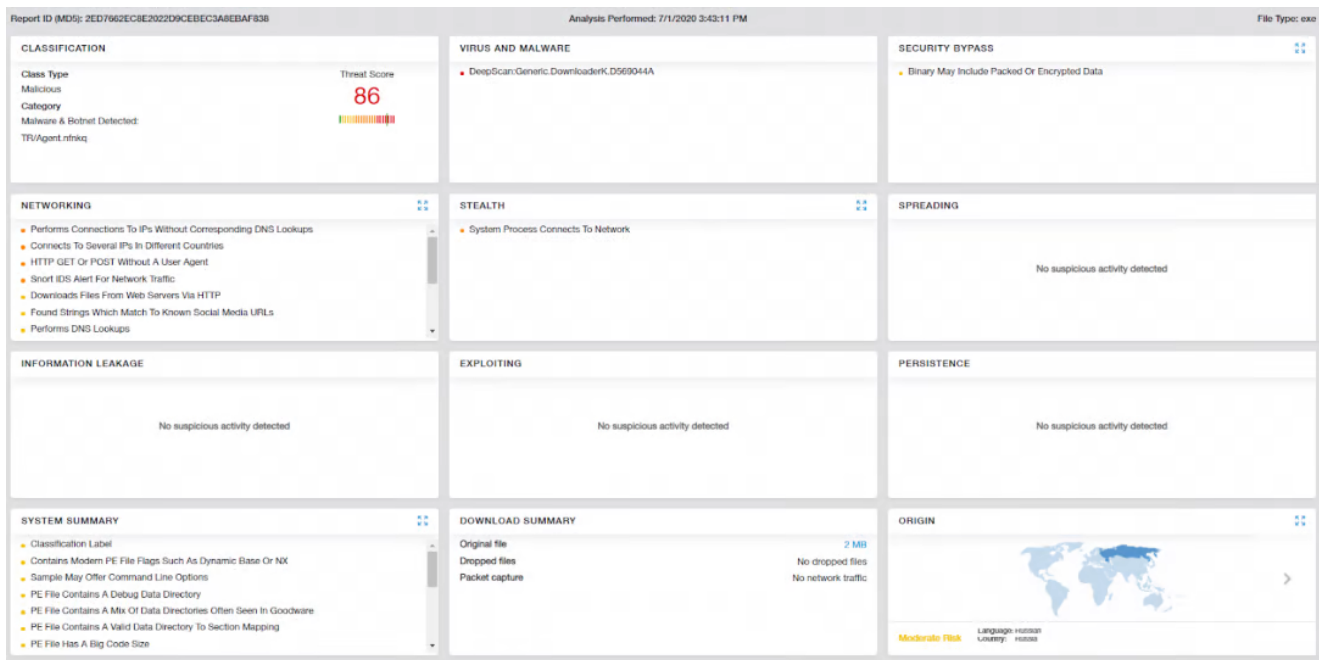 Report ID (MD5): 2ED7662EC8E2022D9CEBEC3A8EBAF838
Analysis Performed: 7/1/2020 3:43:11 PM
File Type: exe
CLASSIFICATION
Class Type
Malicious
Category
Malware & Botnet Detected:
TR/Agent.nfnkq
Threat Score
86
VIRUS AND MALWARE
DeepScan:Generic.DownloaderK.D569044A
SECURITY BYPASS
Binary May Include Packed Or Encrypted Data
NETWORKING
Performs Connections To IPs Without Corresponding DNS Lookups
Connects To Several IPs In Different Countries
HTTP GET Or POST Without A User Agent
Snort IDS Alert For Network Traffic
Downloads Files From Web Servers Via HTTP
Found Strings Which Match To Known Social Media URLs
Performs DNS Lookups
STEALTH
System Process Connects To Network
SPREADING
No suspicious activity detected
INFORMATION LEAKAGE
No suspicious activity detected
EXPLOITING
No suspicious activity detected
PERSISTENCE
No suspicious activity detected
SYSTEM SUMMARY
Classification Label
Contains Modern PE File Flags Such As Dynamic Base Or NX
Sample May Offer Command Line Options
PE File Contains A Debug Data Directory
PE File Contains A Mix Of Data Directories Often Seen In Goodware
PE File Contains A Valid Data Directory To Section Mapping
PE File Has A Big Code Size
DOWNLOAD SUMMARY
Original file 2 MB
Dropped files No dropped files
Packet capture No network traffic
ORIGIN
Moderate Risk
Language: Russian
Country: Russia